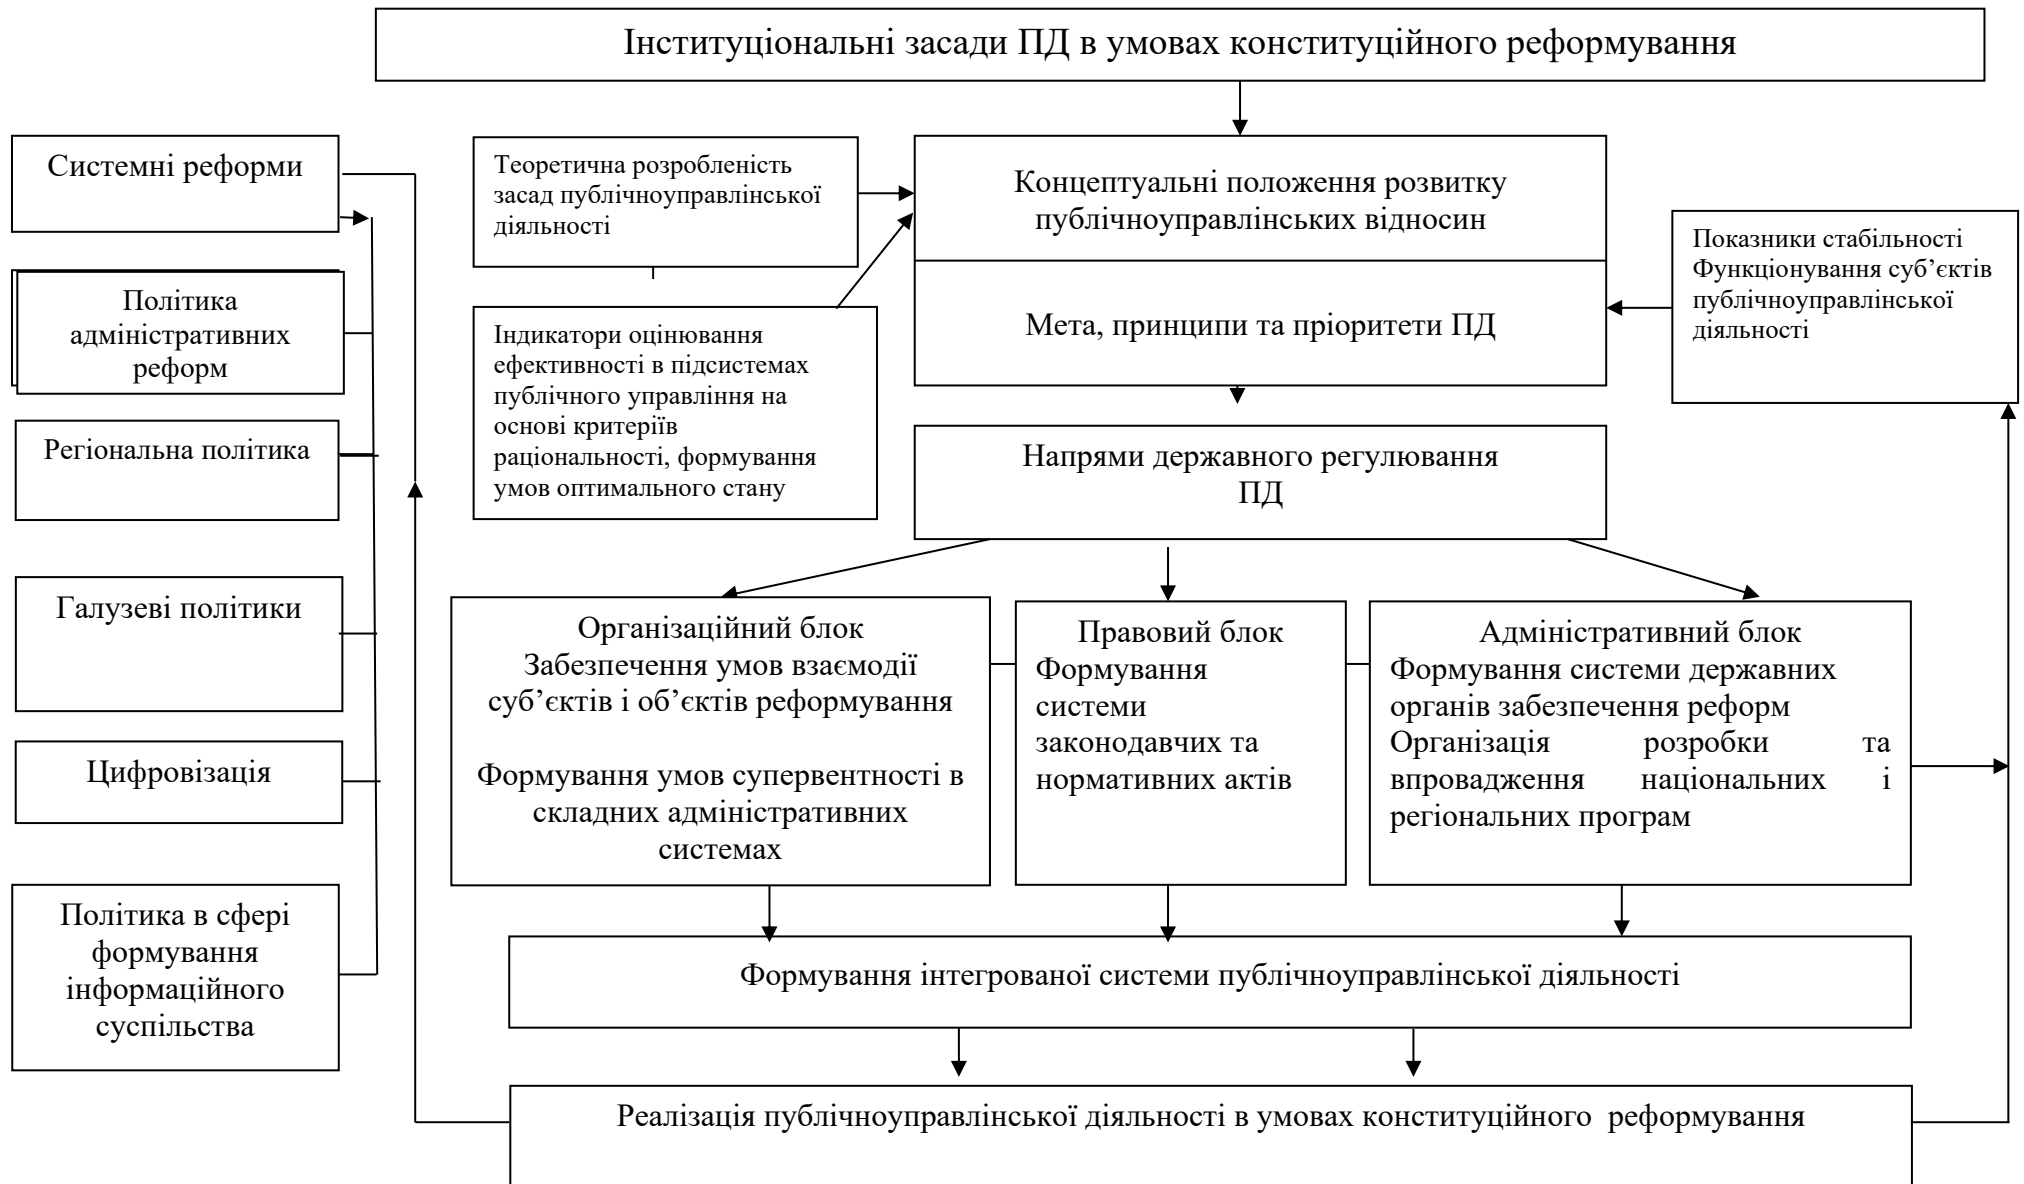 Інституціональні засади ПД в умовах конституційного реформування
Системні реформи
Політика
адміністративних
реформ
Регіональна політика
Галузеві політики
Цифровізація
Політика в сфері
формування
інформаційного
суспільства
Теоретична розробленість
засад публічноуправлінської
діяльності
Індикатори оцінювання
ефективності в підсистемах
публічного управління на
основі критеріїв
раціональності, формування
умов оптимального стану
Концептуальні положення розвитку
публічноуправлінських відносин
Мета, принципи та пріоритети ПД
Показники стабільності
Функціонування суб’єктів
публічноуправлінської
діяльності
Напрями державного регулювання
ПД
Організаційний блок
Забезпечення умов взаємодії
суб’єктів і об’єктів реформування
Формування умов супервентності в
складних адміністративних
системах
Правовий блок
Формування
системи
законодавчих та
нормативних актів
Адміністративний блок
Формування системи державних
органів забезпечення реформ
Організація розробки та
впровадження національних і
регіональних програм
Формування інтегрованої системи публічноуправлінської діяльності
Реалізація публічноуправлінської діяльності в умовах конституційного реформування